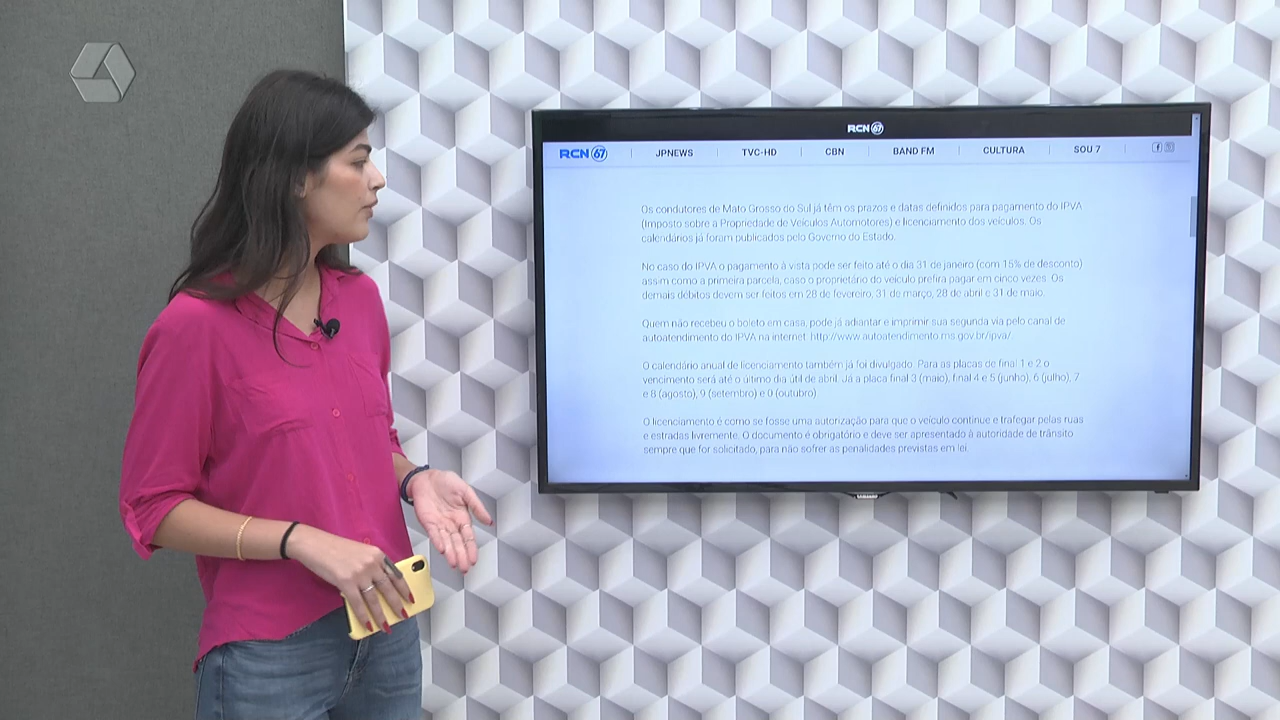 RCN 67
RCN 67 JPNEWS TVC-HD CBN BAND FM CULTURA SOU 7
Os condutores de Mato Grosso do Sul já têm os prazos e datas definidos para pagamento do IPVA
(Imposto sobre a Propriedade de Veículos Automotores) e licenciamento dos veículos. Os
calendários já foram publicados pelo Governo do Estado.
No caso do IPVA o pagamento à vista pode ser feito até o dia 31 de janeiro (com 15% de desconto)
assim como a primeira parcela, caso o proprietário do veículo prefira pagar em cinco vezes. Os
demais débitos devem ser feitos em 28 de fevereiro, 31 de março, 28 de abril e 31 de maio.
Quem não recebeu o boleto em casa, pode já adiantar e imprimir sua segunda via pelo canal de
autoatendimento do IPVA na internet: http://www.autoatendimento.ms.gov.br/ipva/.
O calendário anual de licenciamento também já foi divulgado. Para as placas de final 1 e 2 o
vencimento será até o último dia útil de abril. Já a placa final 3 (maio), final 4 e 5 (junho), 6 (julho), 7
e 8 (agosto), 9 (setembro) e 0 (outubro)
O licenciamento é como se fosse uma autorização para que o veículo continue e trafegar pelas ruas
e estradas livremente. O documento é obrigatório e deve ser apresentado à autoridade de trânsito
sempre que for solicitado, para não sofrer as penalidades previstas em lei.